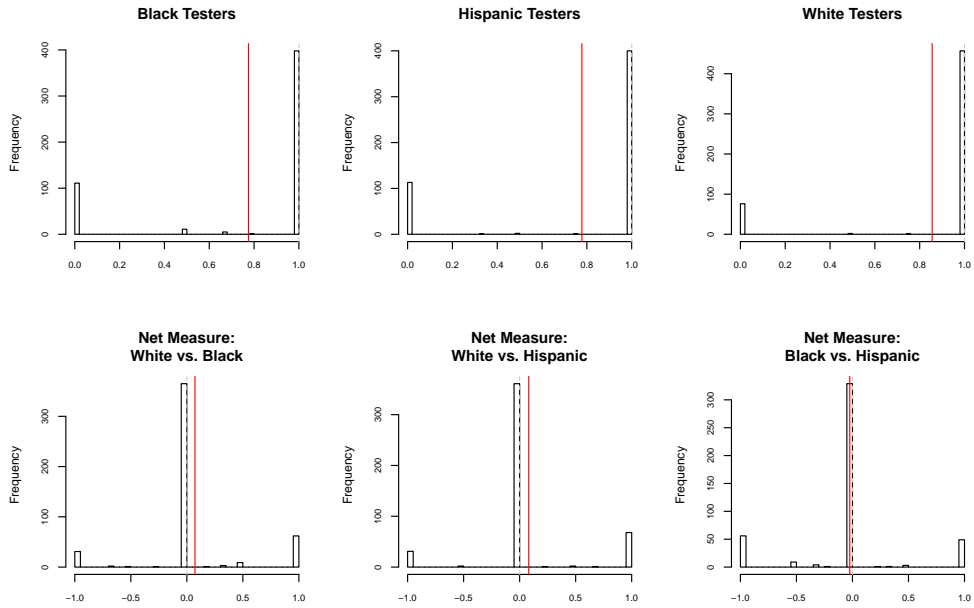 Black Testers
Frequency
400
300
200
100
0
0.0 0.2 0.4 0.6 0.8 1.0
Hispanic Testers
Frequency
400
300
200
100
0
0.0 0.2 0.4 0.6 0.8 1.0
White Testers
Frequency
400
300
200
100
0
0.0 0.2 0.4 0.6 0.8 1.0
Net Measure:
White vs. Black
Frequency
300
200
100
0
−1.0 −0.5 0.0 0.5 1.0
Net Measure:
White vs. Hispanic
Frequency
300
200
100
0
−1.0 −0.5 0.0 0.5 1.0
Net Measure:
Black vs. Hispanic
Frequency
300
250
200
150
100
50
0
−1.0 −0.5 0.0 0.5 1.0